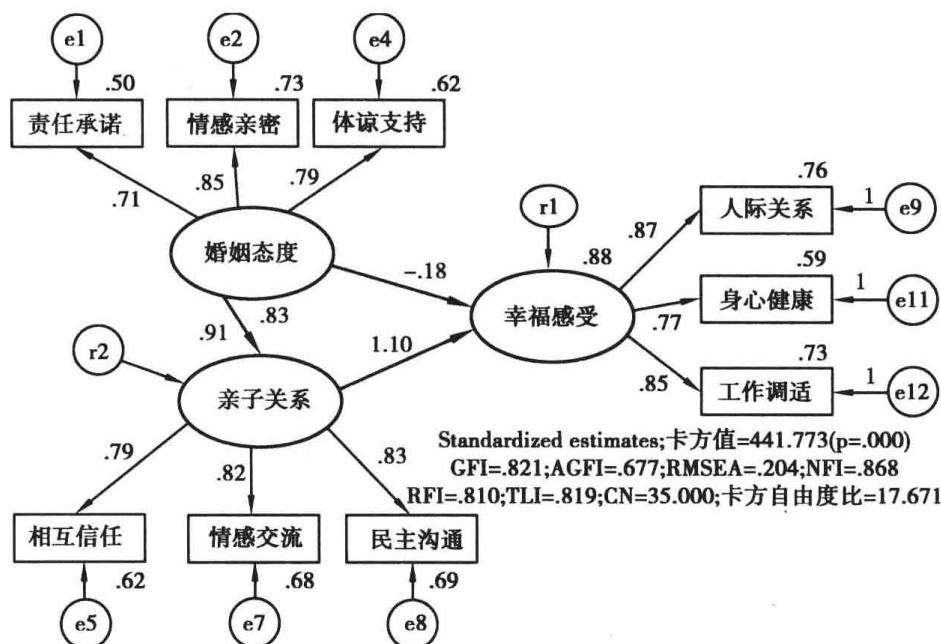 e1
e2
e4
.50
.73
.62
责任承诺
情感亲密
体谅支持
.71
.85
.79
.76
人际关系
1
e9
r1
.87
婚姻态度
.88
-.18
.59
身心健康
1
e11
幸福感受
.77
.83
.91
1.10
r2
.73
.85
工作调适
1
e12
亲子关系
Standardized estimates;卡方值=441.773(p=.000)
GFI=.821;AGFI=.677;RMSEA=.204;NFI=.868
RFI=.810;TLI=.819;CN=35.000;卡方自由度比=17.671
.79
.82
.83
相互信任
情感交流
民主沟通
.62
.68
.69
e5
e7
e8